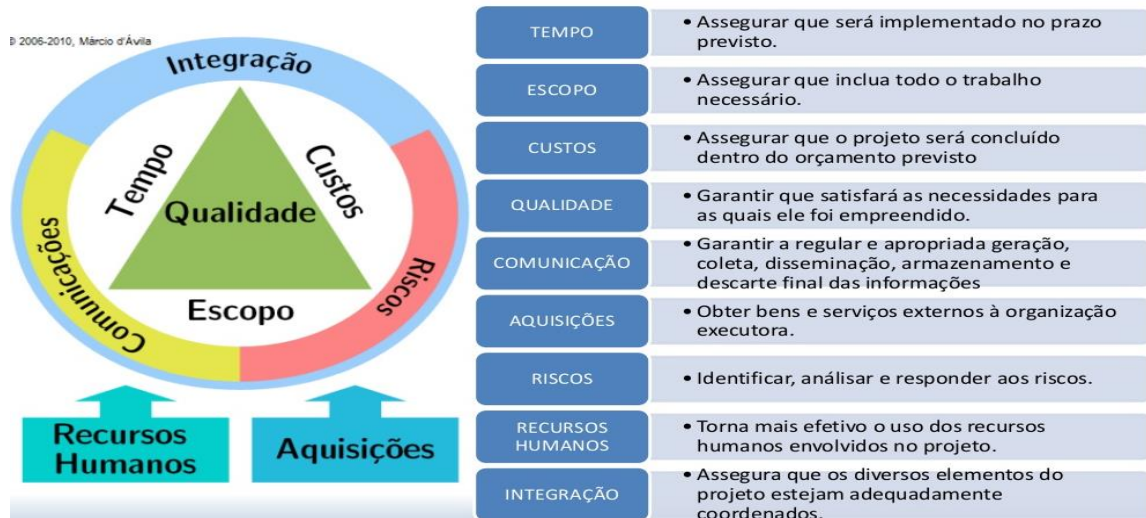 © 2006-2010, Márcio d'Ávila
Integração
Tempo
Custos
Qualidade
Escopo
Comunicações
Riscos
Recursos
Humanos
Aquisições
TEMPO
• Assegurar que será implementado no prazo
previsto.
ESCOPO
• Assegurar que inclua todo o trabalho
necessário.
CUSTOS
• Assegurar que o projeto será concluído
dentro do orçamento previsto
QUALIDADE
• Garantir que satisfará as necessidades para
as quais ele foi empreendido.
COMUNICAÇÃO
• Garantir a regular e apropriada geração,
coleta, disseminação, armazenamento e
descarte final das informações
AQUISIÇÕES
• Obter bens e serviços externos à organização
executora.
RISCOS
• Identificar, análisar e responder aos riscos.
RECURSOS
HUMANOS
• Torna mais efetivo o uso dos recursos
humanos envolvidos no projeto.
INTEGRAÇÃO
• Assegura que os diversos elementos do
projeto estejam adequadamente
coordenados.